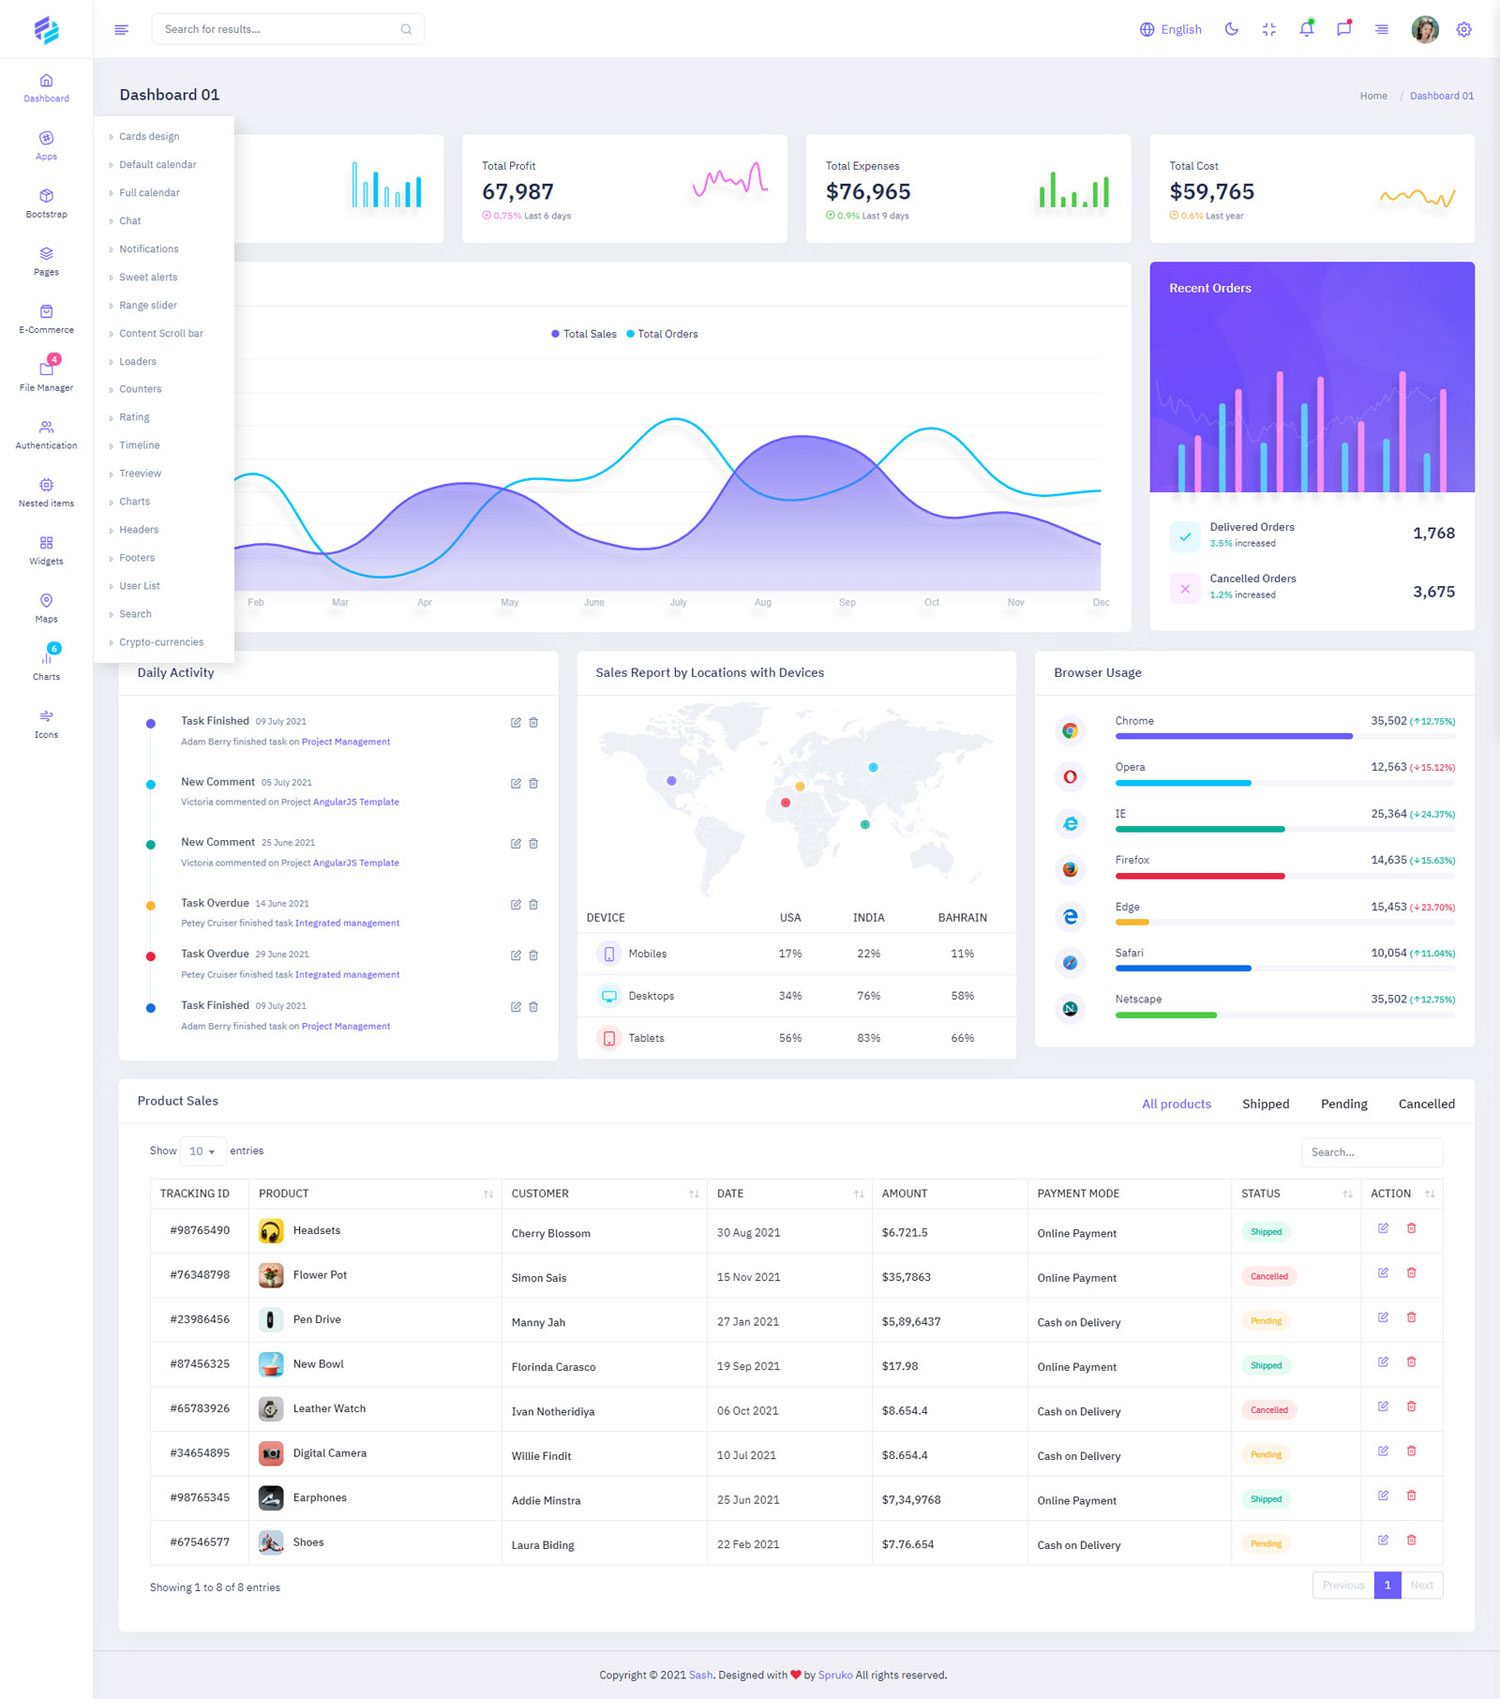 Search for results...
English
Dashboard
Apps
Bootstrap
Pages
E-Commerce
4
File Manager
Authentication
Nested items
Widgets
Maps
6
Charts
Icons
Dashboard 01
Home / Dashboard 01
» Cards design
» Default calendar
» Full calendar
» Chat
» Notifications
» Sweet alerts
» Range slider
» Content Scroll bar
» Loaders
» Counters
» Rating
» Timeline
» Treeview
» Charts
» Headers
» Footers
» User List
» Search
» Crypto-currencies
Total Profit
67,987
0.75% Last 6 days
Total Expenses
$76,965
0.9% Last 9 days
Total Cost
$59,765
0.6% Last year
Total Sales Total Orders
Feb Mar Apr May June July Aug Sep Oct Nov Dec
Recent Orders
Delivered Orders
3.5% increased
1,768
Cancelled Orders
1.2% increased
3,675
Daily Activity
Task Finished 09 July 2021
Adam Berry finished task on Project Management
New Comment 05 July 2021
Victoria commented on Project AngularJS Template
New Comment 25 June 2021
Victoria commented on Project AngularJS Template
Task Overdue 14 June 2021
Petey Cruiser finished task Integrated management
Task Overdue 29 June 2021
Petey Cruiser finished task Integrated management
Task Finished 09 July 2021
Adam Berry finished task on Project Management
Sales Report by Locations with Devices
DEVICE USA INDIA BAHRAIN
Mobiles 17% 22% 11%
Desktops 34% 76% 58%
Tablets 56% 83% 66%
Browser Usage
Chrome 35,502 (↑12.75%)
Opera 12,563 (↓15.12%)
IE 25,364 (↓24.37%)
Firefox 14,635 (↓15.63%)
Edge 15,453 (↓23.70%)
Safari 10,054 (↑11.04%)
Netscape 35,502 (↑12.75%)
Product Sales
All products Shipped Pending Cancelled
Show 10 entries
Search...
TRACKING ID PRODUCT CUSTOMER DATE AMOUNT PAYMENT MODE STATUS ACTION
#98765490 Headsets Cherry Blossom 30 Aug 2021 $6.721.5 Online Payment Shipped
#76348798 Flower Pot Simon Sais 15 Nov 2021 $35,7863 Online Payment Cancelled
#23986456 Pen Drive Manny Jah 27 Jan 2021 $5,89,6437 Cash on Delivery Pending
#87456325 New Bowl Florinda Carasco 19 Sep 2021 $17.98 Online Payment Shipped
#65783926 Leather Watch Ivan Notheridiya 06 Oct 2021 $8.654.4 Cash on Delivery Cancelled
#34654895 Digital Camera Willie Findit 10 Jul 2021 $8.654.4 Cash on Delivery Pending
#98765345 Earphones Addie Minstra 25 Jun 2021 $7,34,9768 Online Payment Shipped
#67546577 Shoes Laura Biding 22 Feb 2021 $7.76.654 Cash on Delivery Pending
Showing 1 to 8 of 8 entries
Previous 1 Next
Copyright © 2021 Sash. Designed with ❤ by Spruko All rights reserved.